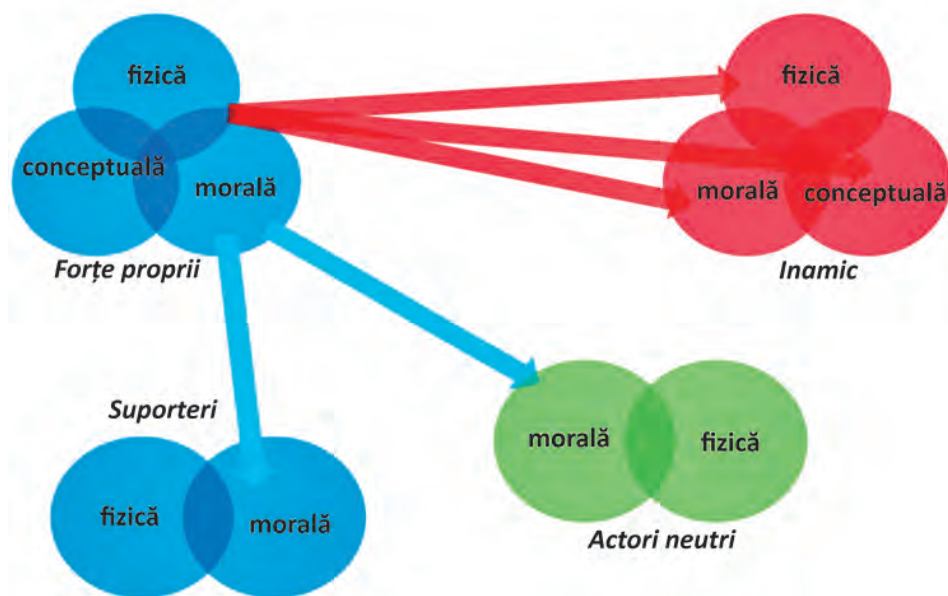 fizică
conceptuală
morală
Forțe proprii
fizică
morală
conceptuală
Inamic
Suporteri
fizică
morală
morală
fizică
Actori neutri